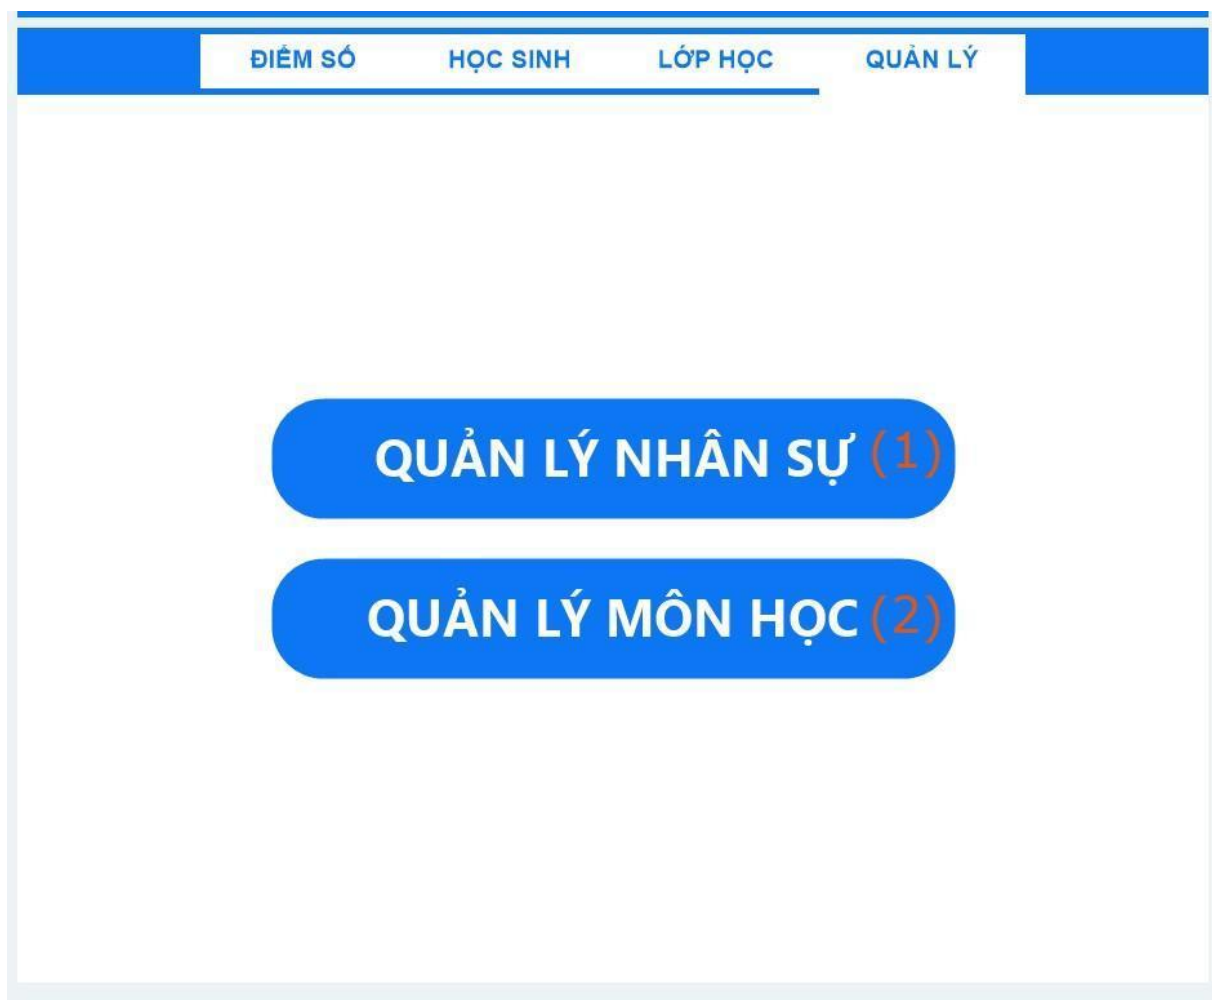 ĐIỂM SỐ HỌC SINH LỚP HỌC QUẢN LÝ
QUẢN LÝ NHÂN SỰ (1)
QUẢN LÝ MÔN HỌC (2)